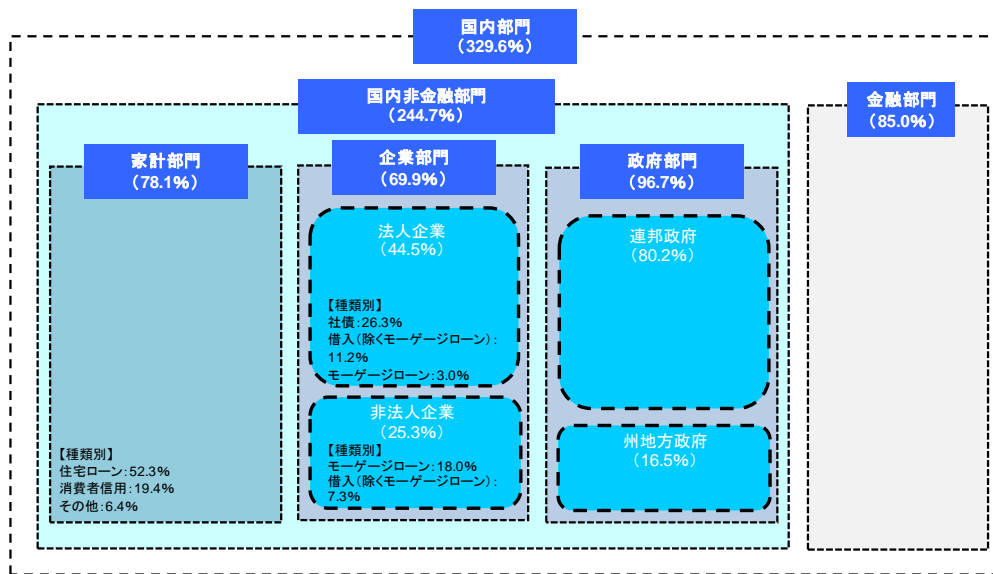 国内部門
（329.6%）
国内非金融部門
（244.7%）
金融部門
（85.0%）
家計部門
（78.1%）
【種類別】
住宅ローン：52.3%
消費者信用：19.4%
その他：6.4%
企業部門
（69.9%）
法人企業
（44.5%）
【種類別】
社債：26.3%
借入（除くモーゲージローン）：
11.2%
モーゲージローン：3.0%
非法人企業
（25.3%）
【種類別】
モーゲージローン：18.0%
借入（除くモーゲージローン）：
7.3%
政府部門
（96.7%）
連邦政府
（80.2%）
州地方政府
（16.5%）